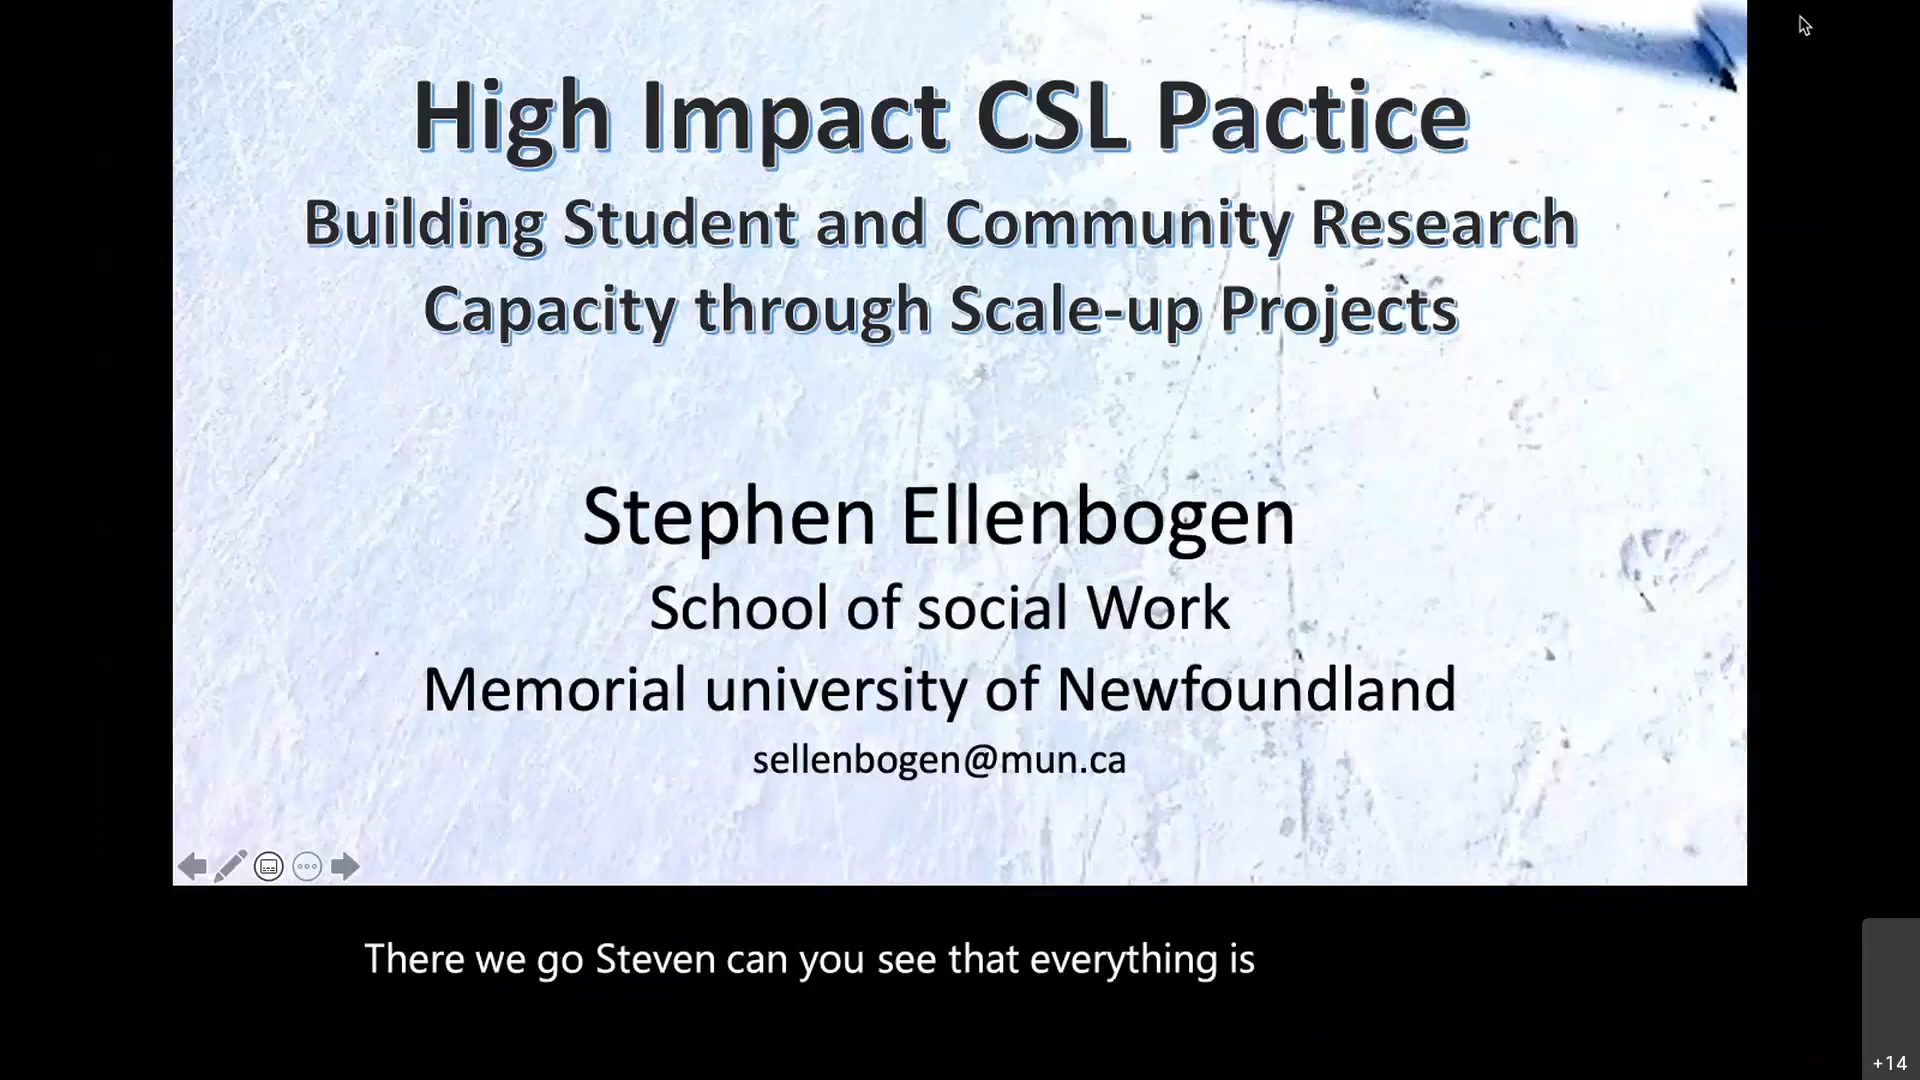 High Impact CSL Pactice
Building Student and Community Research
Capacity through Scale-up Projects
Stephen Ellenbogen
School of social Work
Memorial university of Newfoundland
sellenbogen@mun.ca
There we go Steven can you see that everything is
+14